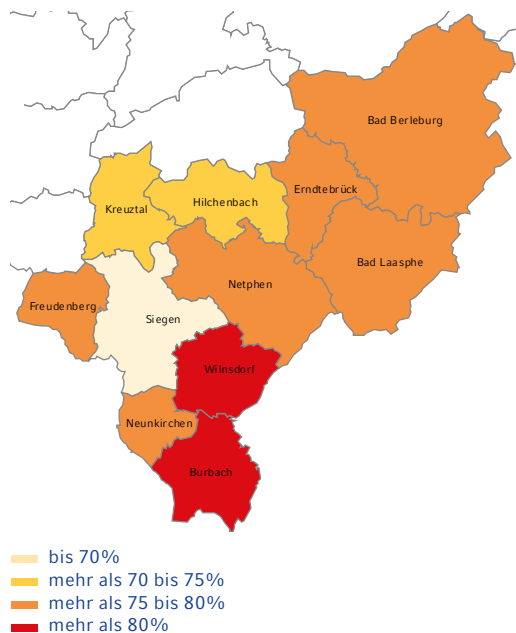 Bad Berleburg
Erndtebrück
Hilchenbach
Kreuztal
Bad Laasphe
Netphen
Freudenberg
Siegen
Wilnsdorf
Neunkirchen
Burbach
bis 70%
mehr als 70 bis 75%
mehr als 75 bis 80%
mehr als 80%